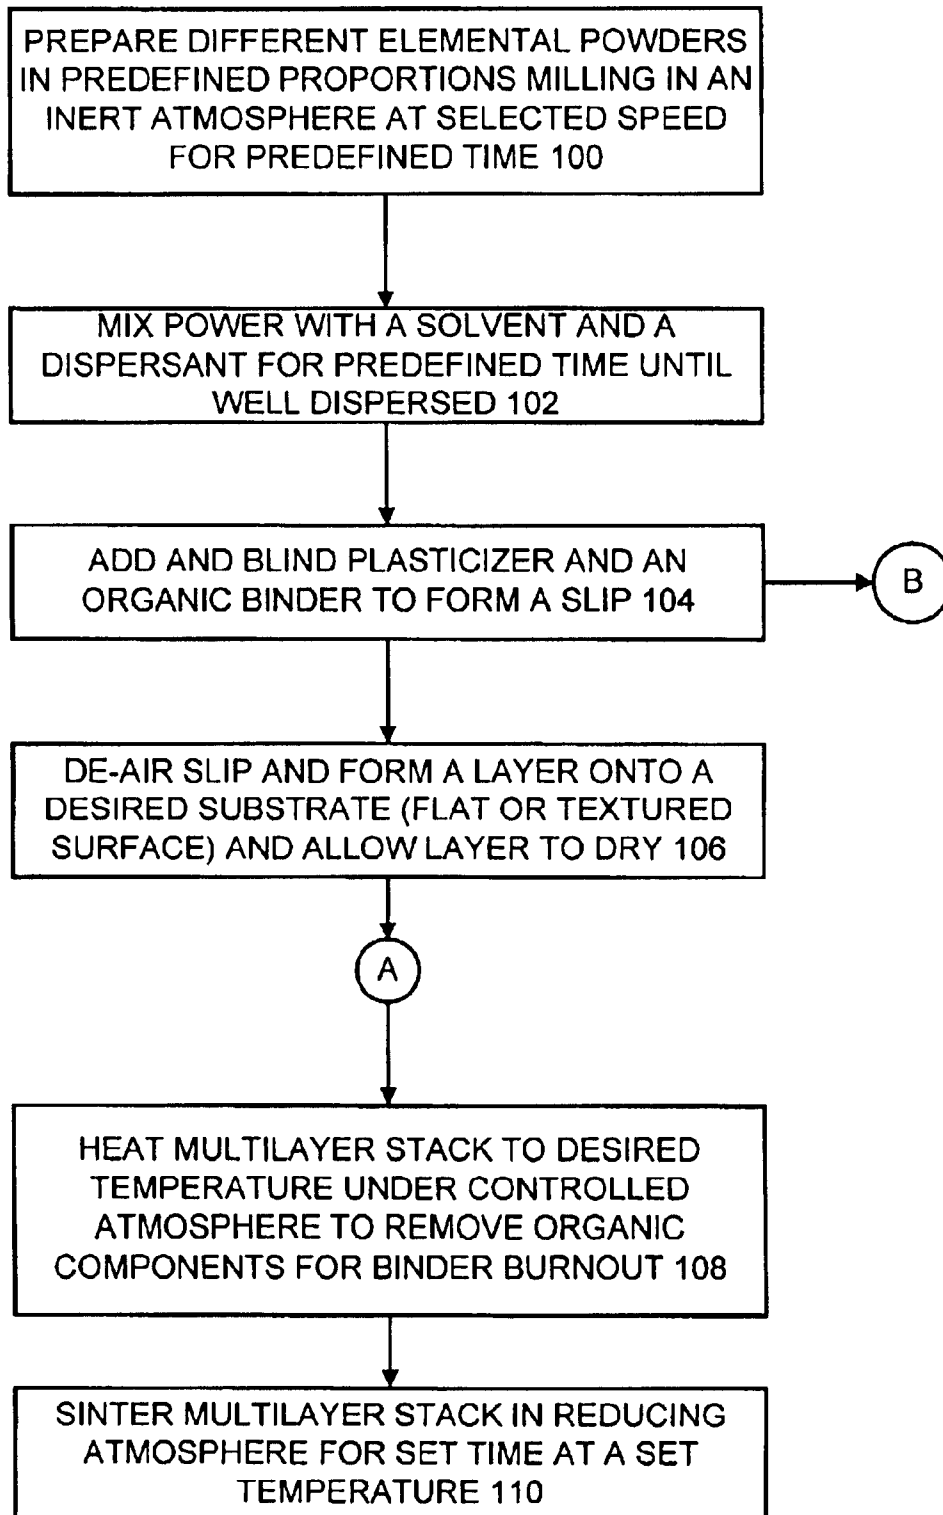 PREPARE DIFFERENT ELEMENTAL POWDERS
IN PREDEFINED PROPORTIONS MILLING IN AN
INERT ATMOSPHERE AT SELECTED SPEED
FOR PREDEFINED TIME 100
MIX POWER WITH A SOLVENT AND A
DISPERSANT FOR PREDEFINED TIME UNTIL
WELL DISPERSED 102
ADD AND BLIND PLASTICIZER AND AN
ORGANIC BINDER TO FORM A SLIP 104
B
DE-AIR SLIP AND FORM A LAYER ONTO A
DESIRED SUBSTRATE (FLAT OR TEXTURED
SURFACE) AND ALLOW LAYER TO DRY 106
A
HEAT MULTILAYER STACK TO DESIRED
TEMPERATURE UNDER CONTROLLED
ATMOSPHERE TO REMOVE ORGANIC
COMPONENTS FOR BINDER BURNOUT 108
SINTER MULTILAYER STACK IN REDUCING
ATMOSPHERE FOR SET TIME AT A SET
TEMPERATURE 110